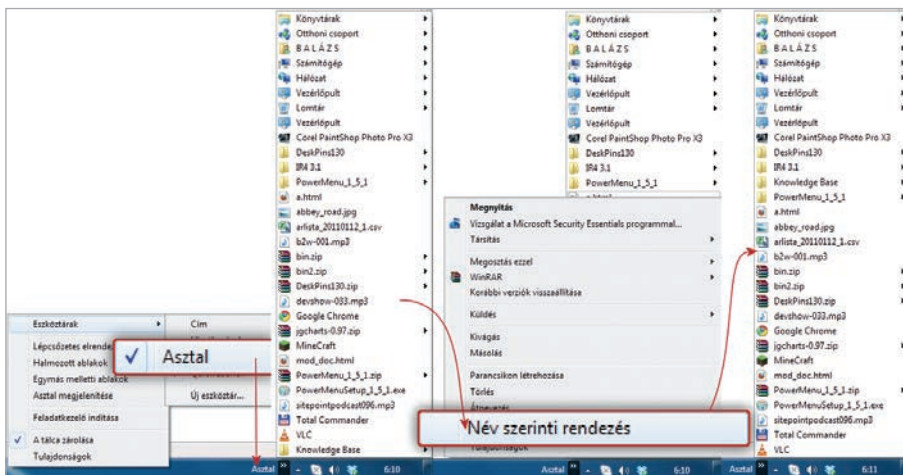 Könyvtárak
Otthoni csoport
BALÁZS
Számítógép
Hálózat
Vezérlőpult
Lomtár
Vezérlőpult
Corel PaintShop Photo Pro X3
DeskPins130
IR4 3.1
PowerMenu_1_5_1
a.html
abbey_road.jpg
arlista_20110112_1.csv
b2w-001.mp3
bin.zip
bin2.zip
DeskPins130.zip
devshow-033.mp3
Google Chrome
jgcharts-0.97.zip
MineCraft
mod_doc.html
PowerMenu_1_5_1.zip
PowerMenuSetup_1_5_1.exe
sitepointpodcast096.mp3
Total Commander
VLC
Knowledge Base
Eszköztárak
Lépcsőzetes
Halmozott ablakok
Egymás melletti ablakok
Asztal megjelenítése
Feladatkezelő indítása
A tálca zárolása
Tulajdonságok
Cím
Asztal
Új eszköztár...
Asztal
6:10
Könyvtárak
Otthoni csoport
BALÁZS
Számítógép
Hálózat
Vezérlőpult
Lomtár
Vezérlőpult
Corel PaintShop Photo Pro X3
DeskPins130
IR4 3.1
PowerMenu_1_5_1
Megnyitás
Vizsgálat a Microsoft Security Essentials programmal...
Társítás
Megosztás ezzel
WinRAR
Korábbi verziók visszaállítása
Küldés
Kivágás
Másolás
Parancsikon létrehozása
Törlés
Átnevezés
Név szerinti rendezés
Tulajdonságok
Asztal
6:10
Könyvtárak
Otthoni csoport
BALÁZS
Számítógép
Hálózat
Vezérlőpult
Lomtár
Vezérlőpult
Corel PaintShop Photo Pro X3
DeskPins130
IR4 3.1
Knowledge Base
PowerMenu_1_5_1
a.html
abbey_road.jpg
arlista_20110112_1.csv
b2w-001.mp3
bin.zip
bin2.zip
DeskPins130.zip
devshow-033.mp3
Google Chrome
jgcharts-0.97.zip
MineCraft
mod_doc.html
PowerMenu_1_5_1.zip
PowerMenuSetup_1_5_1.exe
sitepointpodcast096.mp3
Total Commander
VLC
Asztal
6:11